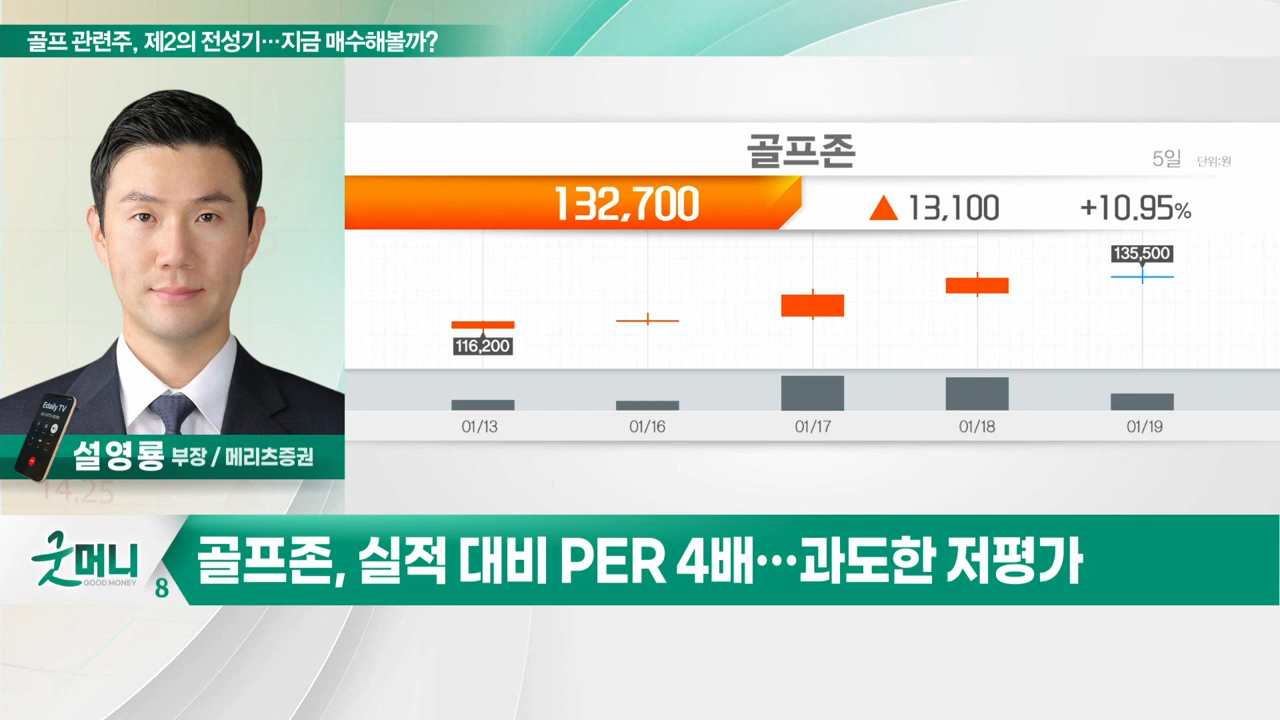 골프 관련주, 제2의 전성기…지금 매수해볼까?
골프존
5일 단위:원
132,700 ▲ 13,100 +10.95%
135,500
116,200
01/13 01/16 01/17 01/18 01/19
Edaily TV
설영룡 부장 / 메리츠증권
14.25
굿머니
GOOD MONEY
8
골프존, 실적 대비 PER 4배…과도한 저평가